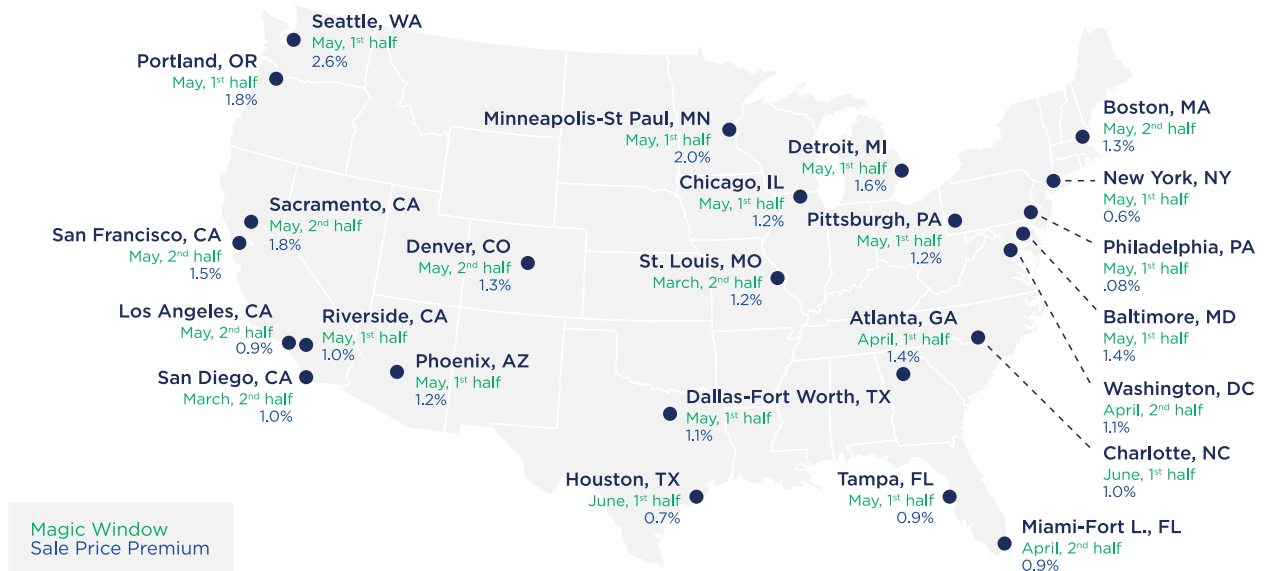 Seattle, WA
May, 1st half
2.6%
Portland, OR
May, 1st half
1.8%
Minneapolis-St Paul, MN
May, 1st half
2.0%
Detroit, MI
May, 1st half
1.6%
Boston, MA
May, 2nd half
1.3%
Chicago, IL
May, 1st half
1.2%
New York, NY
May, 1st half
0.6%
Sacramento, CA
May, 2nd half
1.8%
San Francisco, CA
May, 2nd half
1.5%
Denver, CO
May, 2nd half
1.3%
St. Louis, MO
March, 2nd half
1.2%
Pittsburgh, PA
May, 1st half
1.2%
Philadelphia, PA
May, 1st half
.08%
Los Angeles, CA
May, 2nd half
0.9%
Riverside, CA
May, 1st half
1.0%
Atlanta, GA
April, 1st half
1.4%
Baltimore, MD
May, 1st half
1.4%
San Diego, CA
March, 2nd half
1.0%
Phoenix, AZ
May, 1st half
1.2%
Dallas-Fort Worth, TX
May, 1st half
1.1%
Washington, DC
April, 2nd half
1.1%
Charlotte, NC
June, 1st half
1.0%
Houston, TX
June, 1st half
0.7%
Tampa, FL
May, 1st half
0.9%
Miami-Fort L., FL
April, 2nd half
0.9%
Magic Window
Sale Price Premium